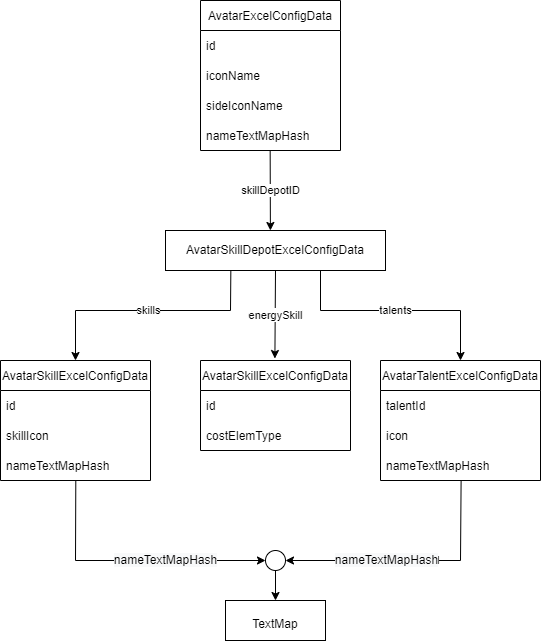 AvatarExcelConfigData
id
iconName
sideIconName
nameTextMapHash
skillDepotID
AvatarSkillDepotExcelConfigData
skills
energySkill
talents
AvatarSkillExcelConfigData
id
skillIcon
nameTextMapHash
AvatarSkillExcelConfigData
id
costElemType
AvatarTalentExcelConfigData
talentId
icon
nameTextMapHash
nameTextMapHash
nameTextMapHash
TextMap